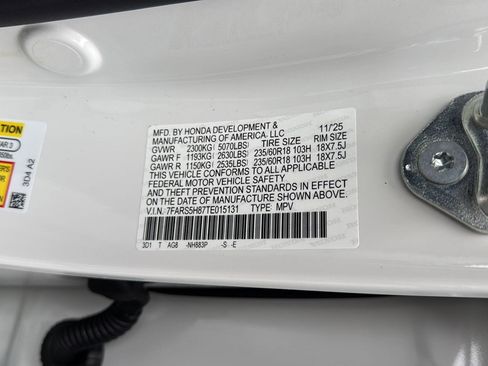 MFD. BY HONDA DEVELOPMENT & 11/'25
MANUFACTURING OF AMERICA, LLC
TIRE SIZE RIM SIZE
GVWR 2300KG( 5070LBS)
GAWR F 1193KG( 2630LBS) 235/60R18 103H 18X7.5J
GAWR R 1150KG( 2535LBS) 235/60R18 103H 18X7.5J
THIS VEHICLE CONFORMS TO ALL APPLICABLE
FEDERAL MOTOR VEHICLE SAFETY, BUMPER,
AND THEFT PREVENTION STANDARDS IN EFFECT
ON THE DATE OF MANUFACTURE SHOWN ABOVE.
V.I.N. 7FARS5H87TE015131 TYPE MPV
3D1 T AG8 -NH883P -S -E
3D4 A2